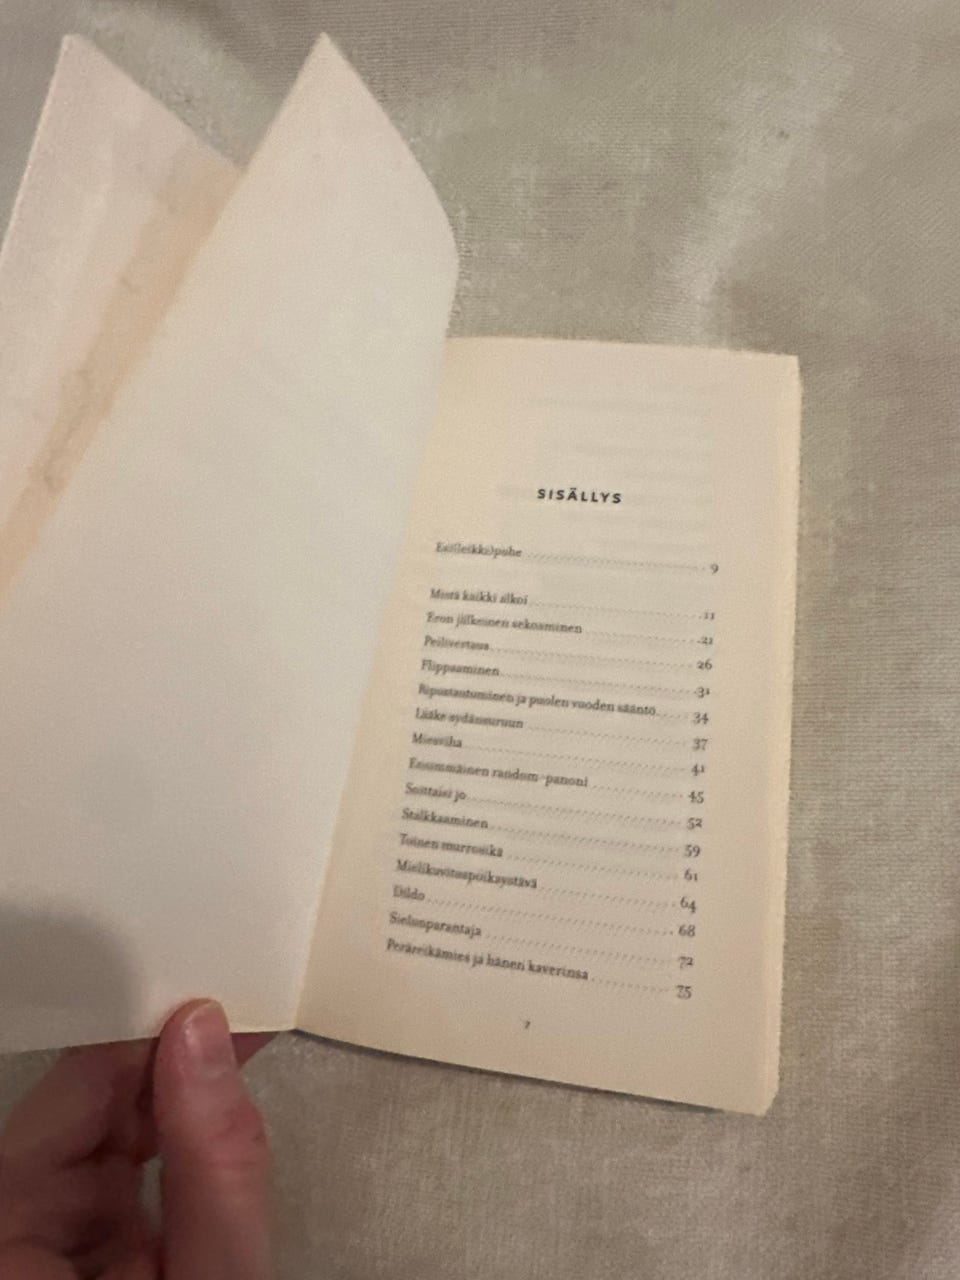 SISÄLLYS
Esi(leikki)puhe 9
Mistä kaikki alkoi 11
Eron jälkeinen sekoaminen 21
Peilivertaus 26
Flippaaminen 31
Ripustautuminen ja puolen vuoden sääntö 34
Lääke sydänsuruun 37
Miesviha 41
Ensimmäinen random-panoni 45
Soittaisi jo 52
Stalkkaaminen 59
Toinen murrosikä 61
Mielikuvituspoikaystävä 64
Dildo 68
Sielunparantaja 72
Peräreikämies ja hänen kaverinsa 75
7